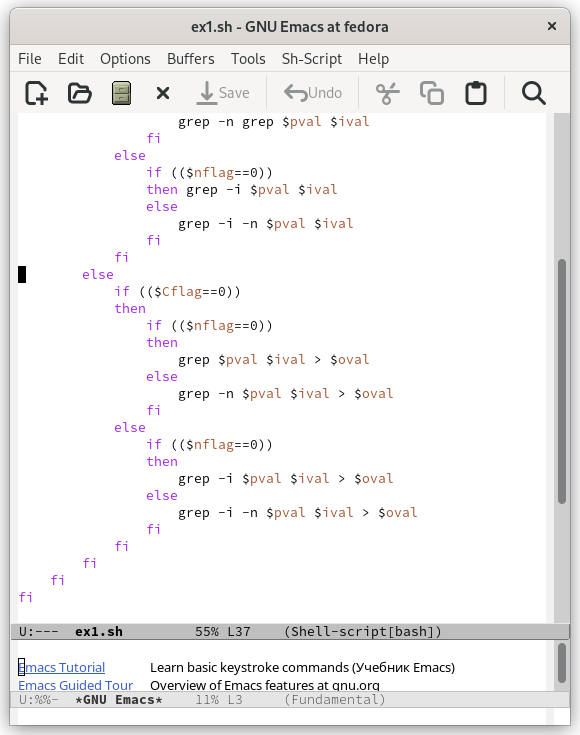 ex1.sh - GNU Emacs at fedora
File Edit Options Buffers Tools Sh-Script Help
Save Undo
grep -n grep $pval $ival
fi
else
if (($nflag==0))
then grep -i $pval $ival
else
grep -i -n $pval $ival
fi
fi
else
if (($Cflag==0))
then
if (($nflag==0))
then
grep $pval $ival > $oval
else
grep -n $pval $ival > $oval
fi
else
if (($nflag==0))
then
grep -i $pval $ival > $oval
else
grep -i -n $pval $ival > $oval
fi
fi
fi
fi
fi
U:--- ex1.sh 55% L37 (Shell-script[bash])
Emacs Tutorial Learn basic keystroke commands (Учебник Emacs)
Emacs Guided Tour Overview of Emacs features at gnu.org
U:%%- *GNU Emacs* 11% L3 (Fundamental)